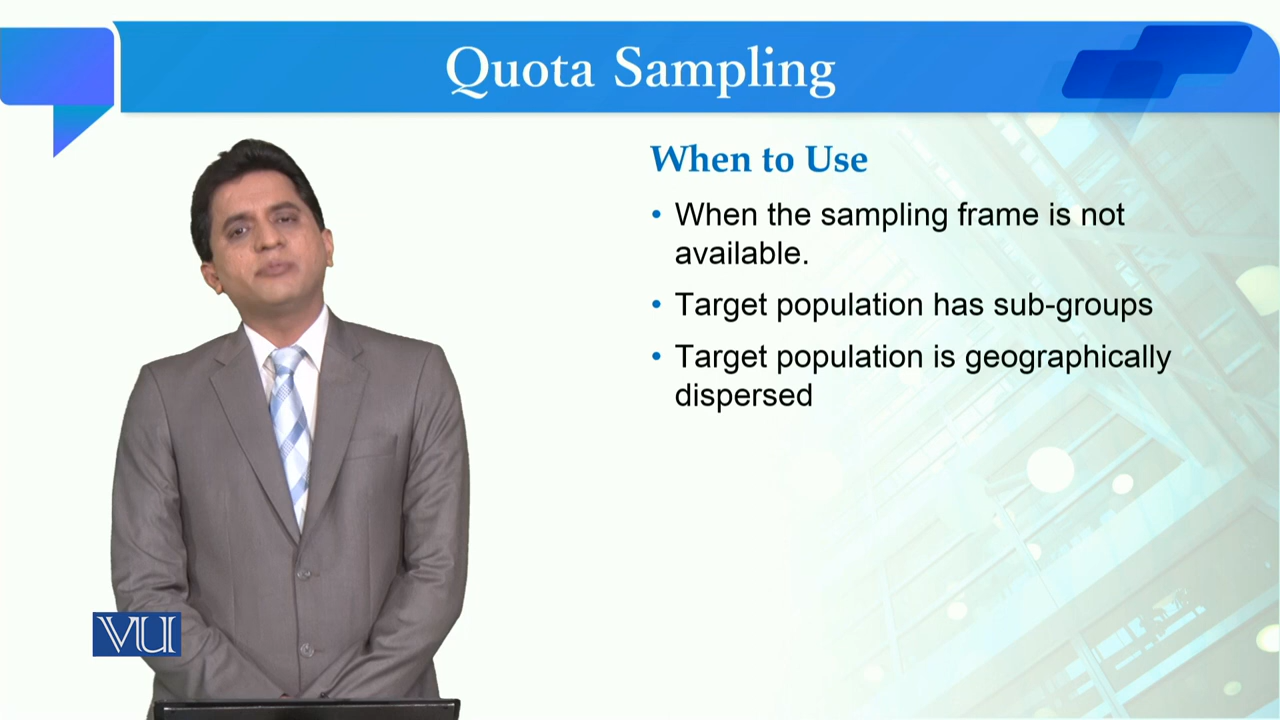 Quota Sampling
When to Use
• When the sampling frame is not
available.
• Target population has sub-groups
• Target population is geographically
dispersed
VU